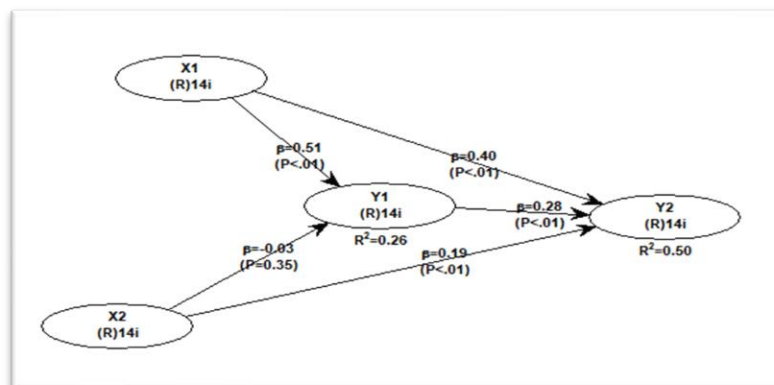 X1
(R)14i
β=0.51
(P<.01)
β=0.40
(P<.01)
Y1
(R)14i
R²=0.26
β=0.28
(P<.01)
Y2
(R)14i
R²=0.50
β=-0.03
(P=0.35)
β=0.19
(P<.01)
X2
(R)14i